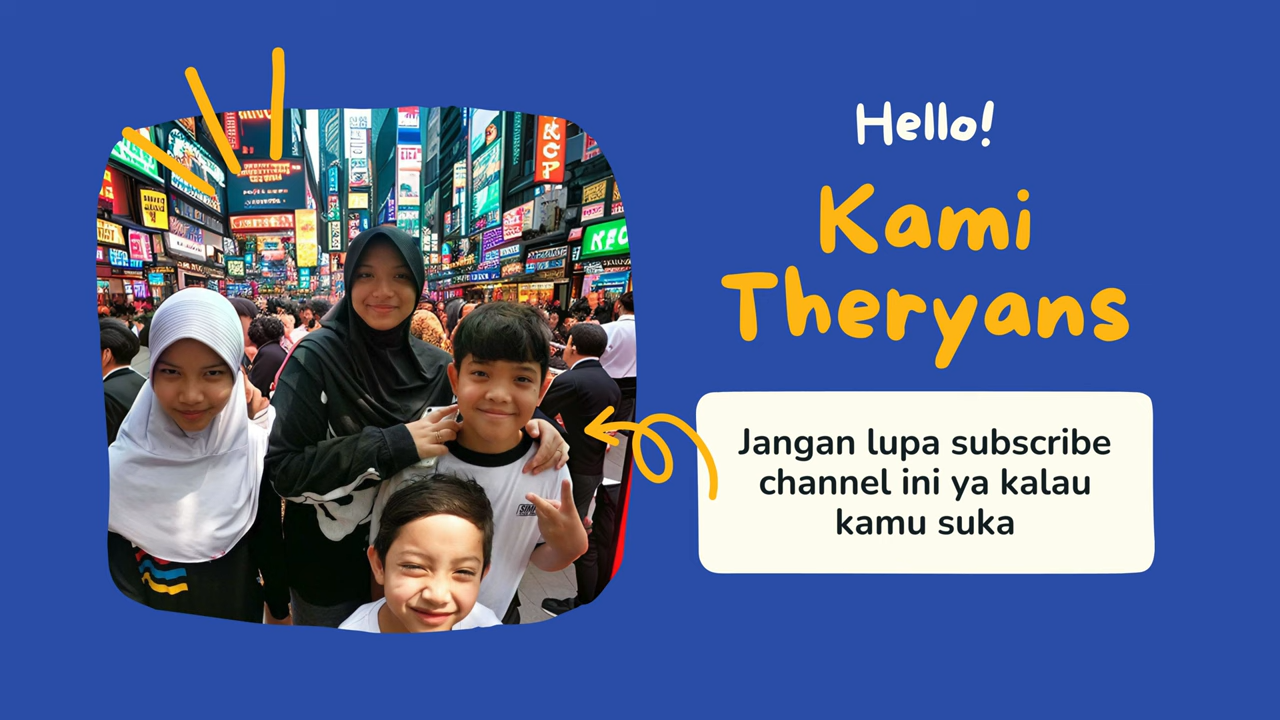 Hello!
Kami
Theryans
Jangan lupa subscribe
channel ini ya kalau
kamu suka